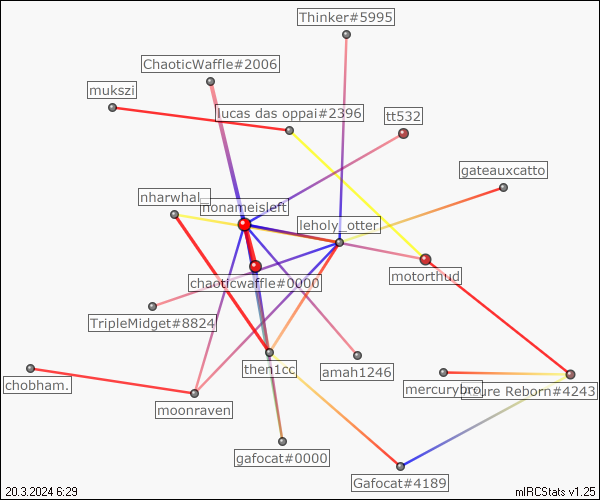 Thinker#5995
ChaoticWaffle#2006
mukszi
lucas das oppai#2396
tt532
gateauxcatto
nharwhal_
nonameisleft
leholy_otter
motorthud
chaoticwaffle#0000
TripleMidget#8824
then1cc
amah1246
chobham.
mercurybro
Reborn#4243
moonraven
gafocat#0000
Gafocat#4189
20.3.2024 6:29
mIRCStats v1.25